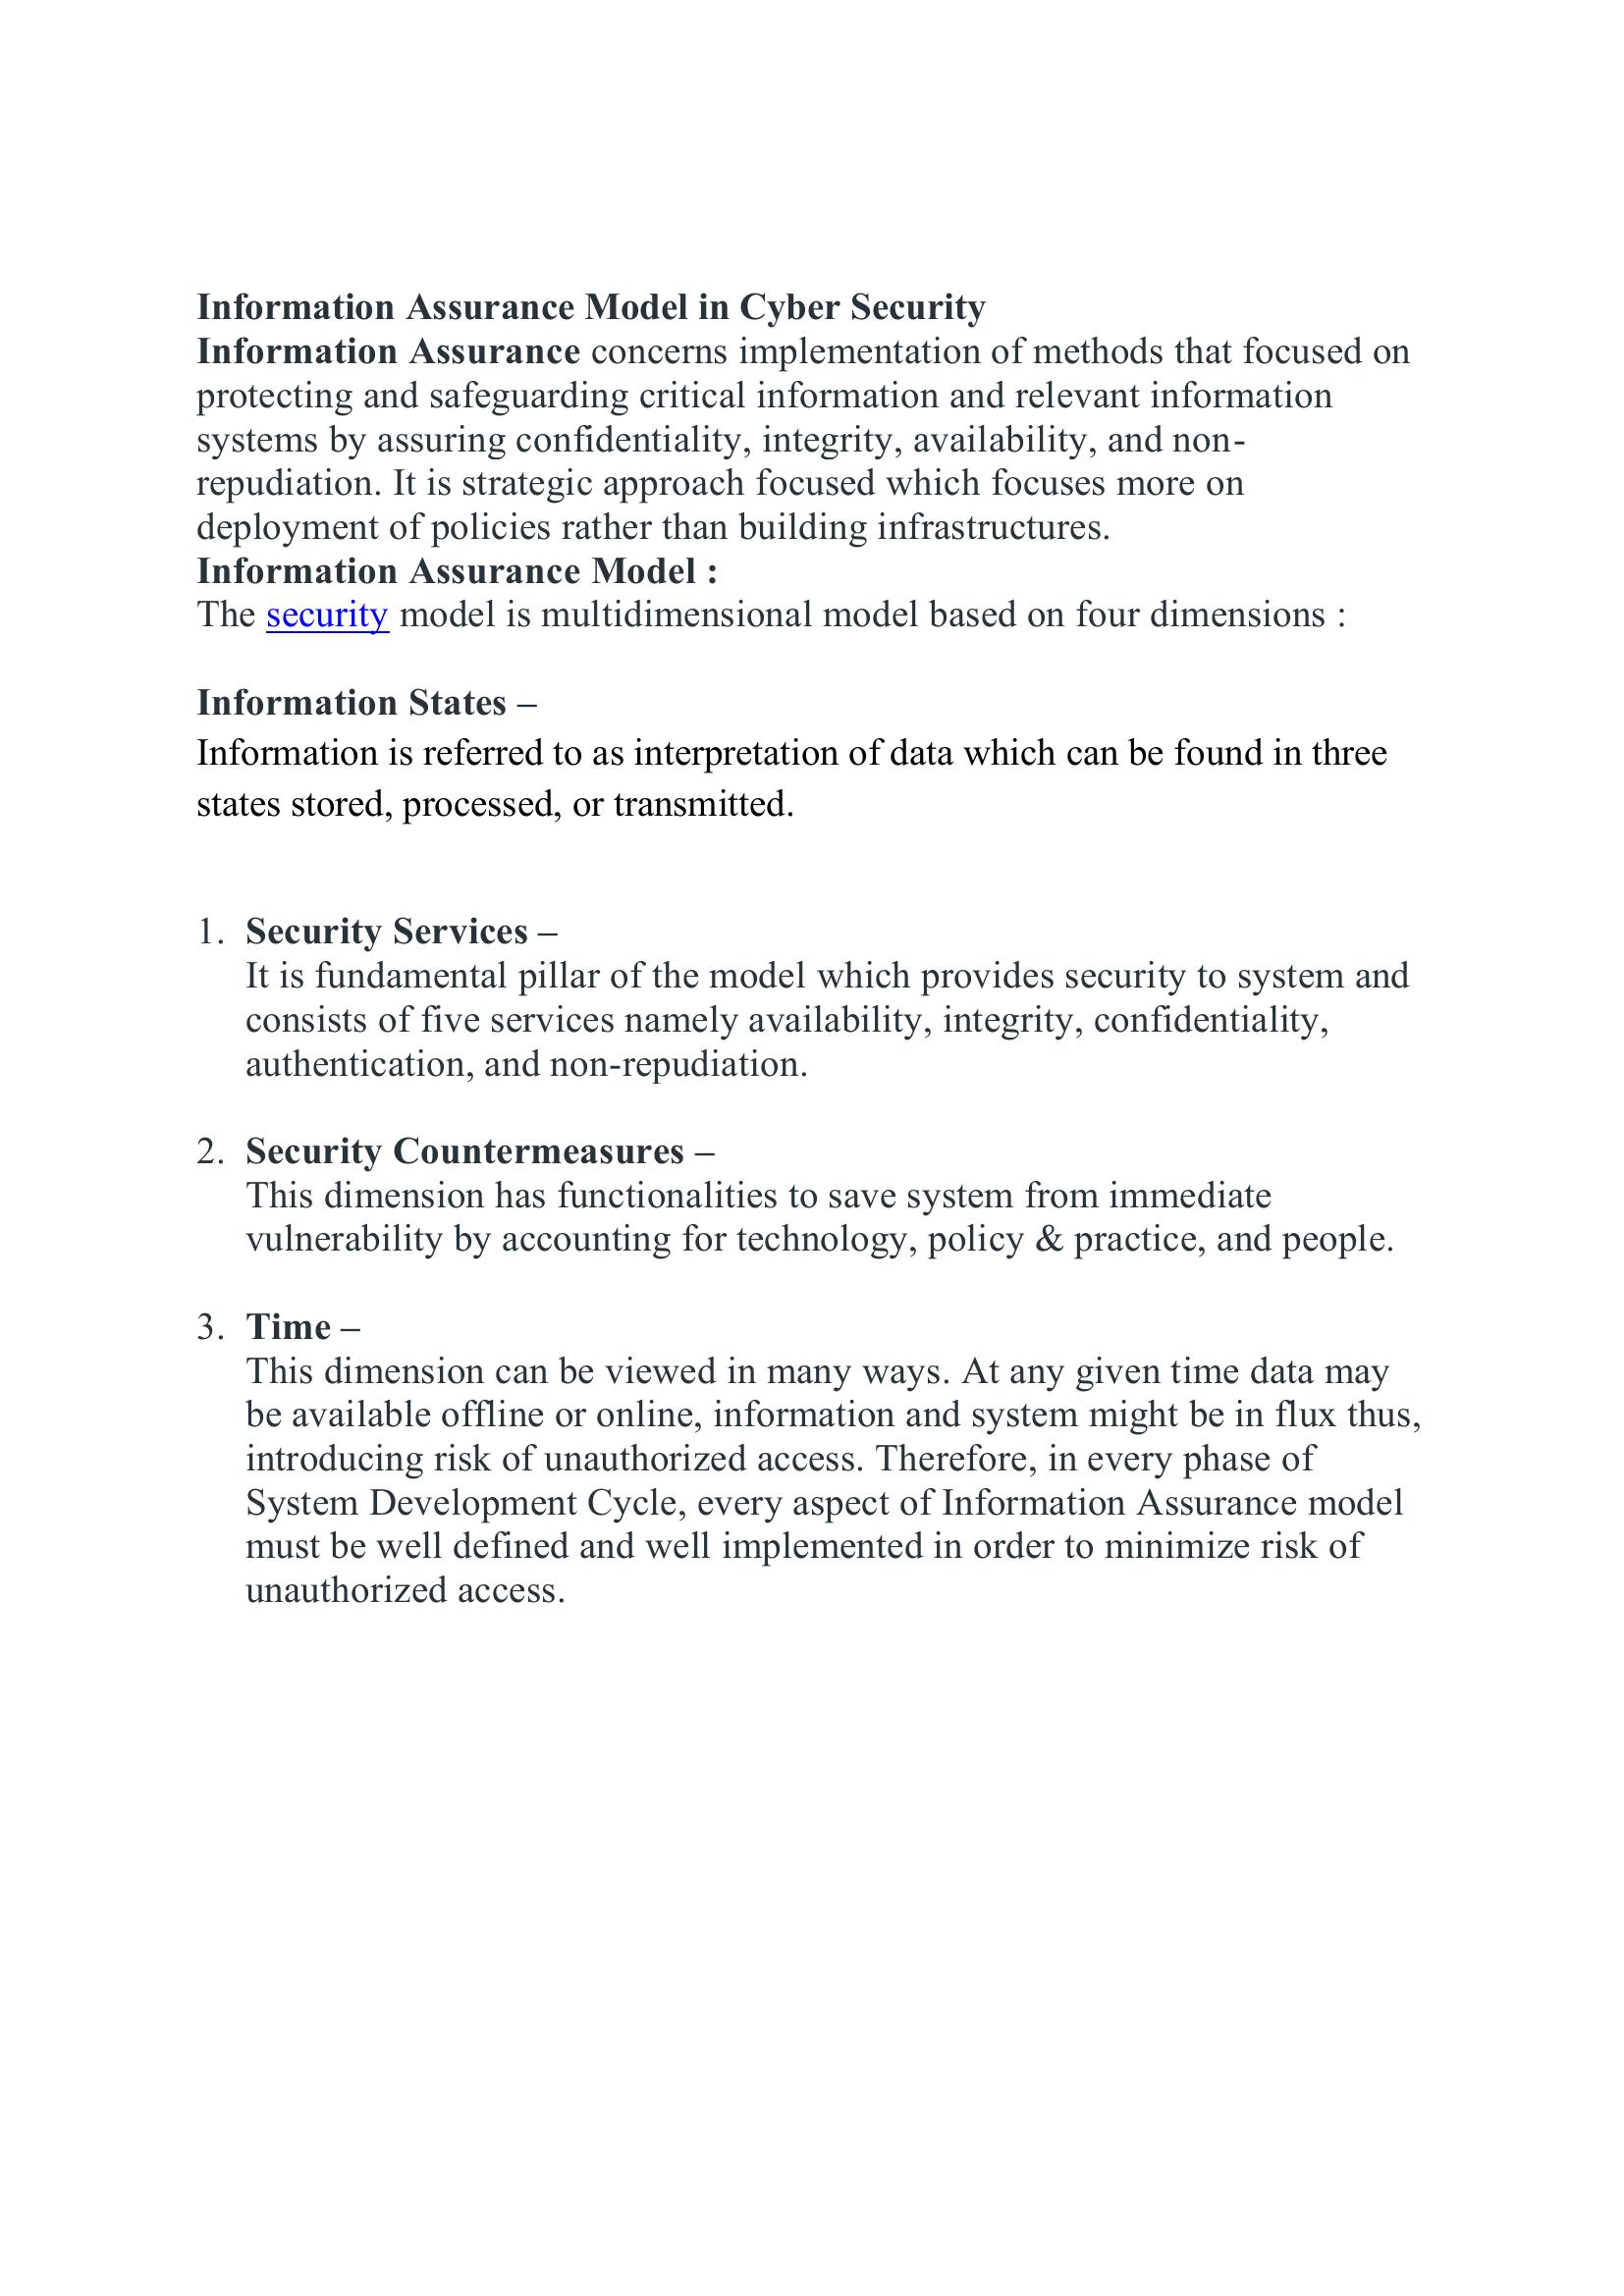 Information Assurance Model in Cyber Security
Information Assurance concerns implementation of methods that focused on
protecting and safeguarding critical information and relevant information
systems by assuring confidentiality, integrity, availability, and non-
repudiation. It is strategic approach focused which focuses more on
deployment of policies rather than building infrastructures.
Information Assurance Model :
The security model is multidimensional model based on four dimensions :
Information States –
Information is referred to as interpretation of data which can be found in three
states stored, processed, or transmitted.
1. Security Services –
It is fundamental pillar of the model which provides security to system and
consists of five services namely availability, integrity, confidentiality,
authentication, and non-repudiation.
2. Security Countermeasures –
This dimension has functionalities to save system from immediate
vulnerability by accounting for technology, policy & practice, and people.
3. Time –
This dimension can be viewed in many ways. At any given time data may
be available offline or online, information and system might be in flux thus,
introducing risk of unauthorized access. Therefore, in every phase of
System Development Cycle, every aspect of Information Assurance model
must be well defined and well implemented in order to minimize risk of
unauthorized access.